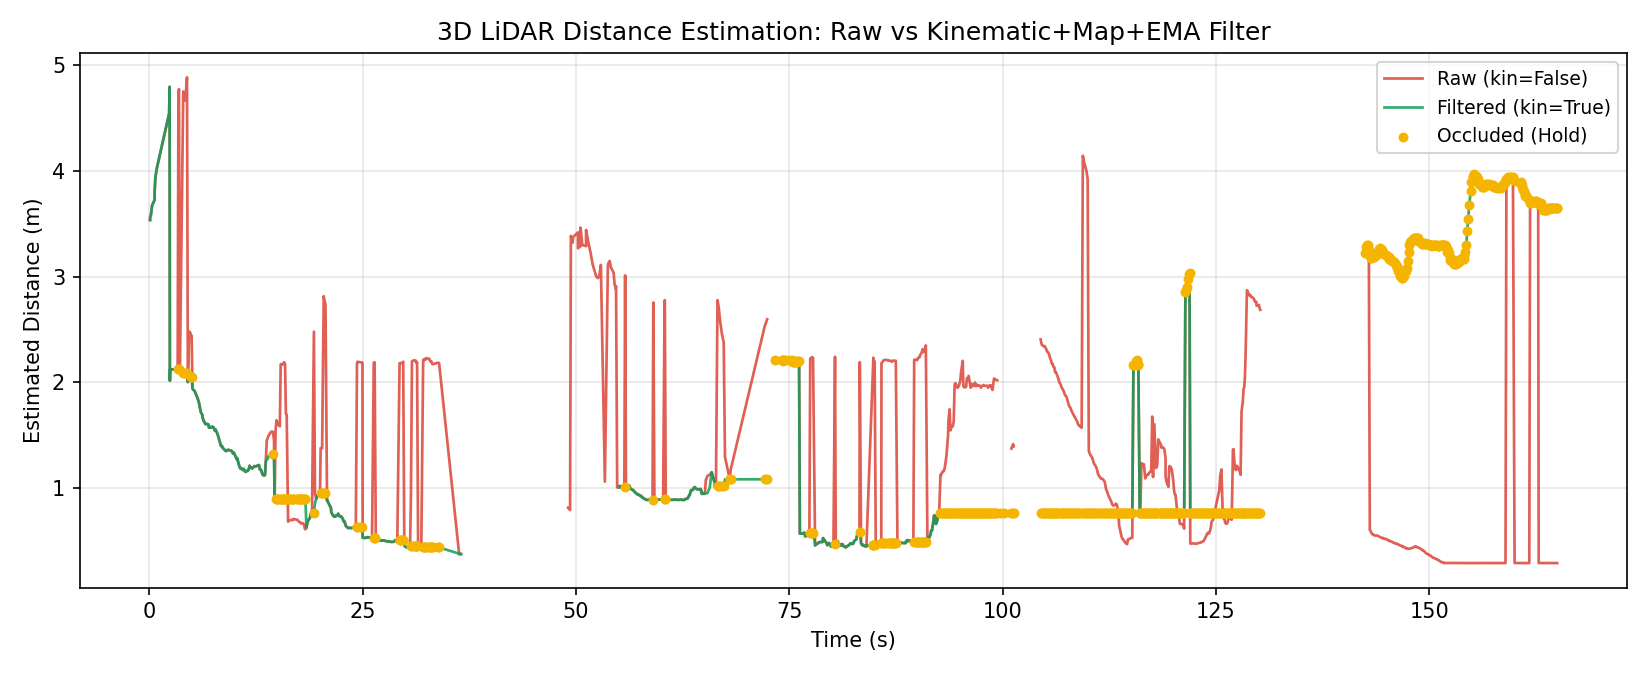 3D LiDAR Distance Estimation: Raw vs Kinematic+Map+EMA Filter
Estimated Distance (m)
5
4
3
2
1
Raw (kin=False)
Filtered (kin=True)
Occluded (Hold)
0
25
50
75
100
125
150
Time (s)